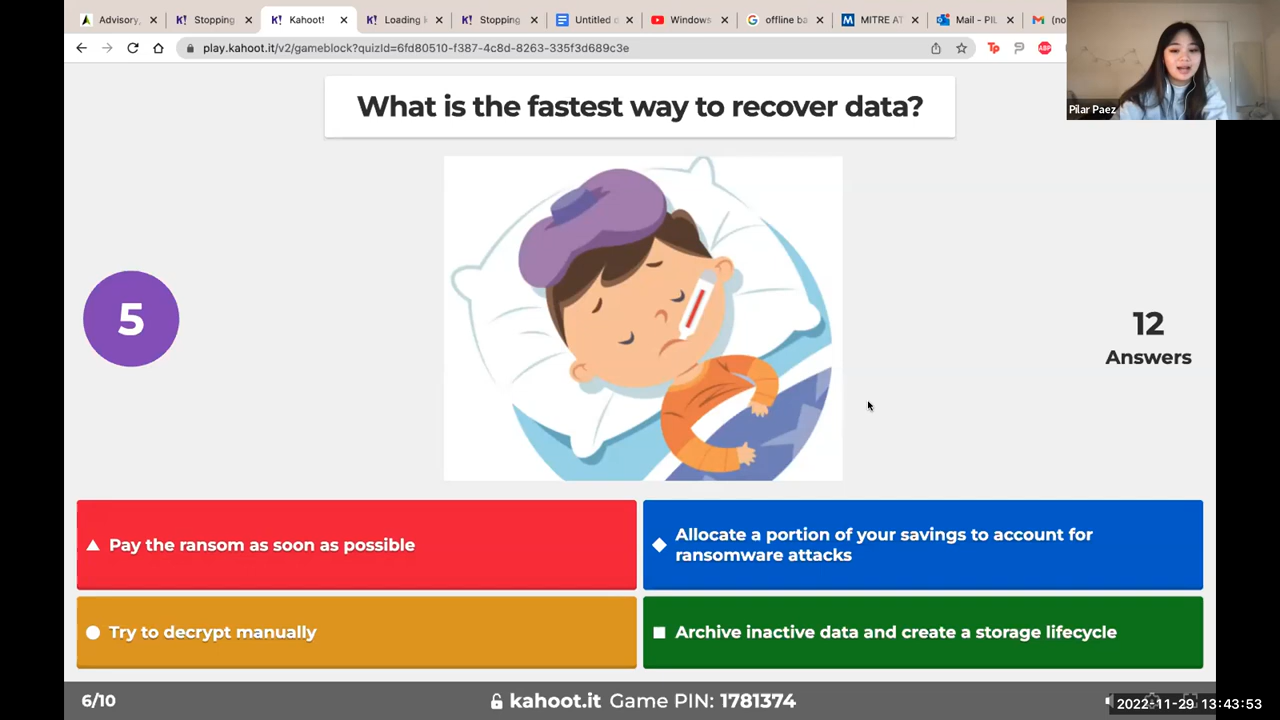 Advisory,
Stopping
Kahoot!
Loading k
Stopping
Untitled d
Windows
offline ba
MITRE AT
Mail - PIL
(no
play.kahoot.it/v2/gameblock?quizId=6fd80510-f387-4c8d-8263-335f3d689c3e
Pilar Paez
What is the fastest way to recover data?
5
12
Answers
Pay the ransom as soon as possible
Allocate a portion of your savings to account for
ransomware attacks
Try to decrypt manually
Archive inactive data and create a storage lifecycle
6/10
kahoot.it Game PIN: 1781374
2022-11-29 13:43:53